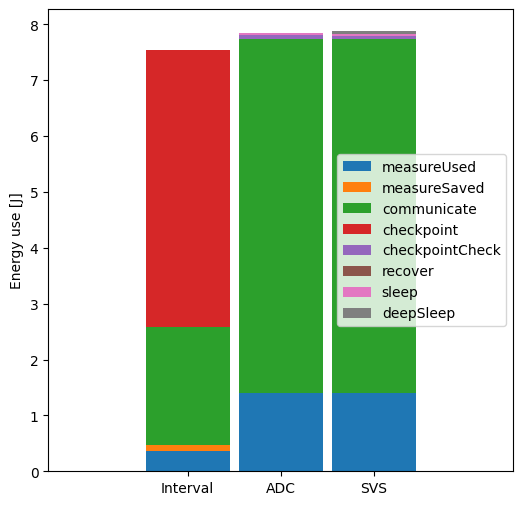 Energy use [J]
8
7
6
5
4
3
2
1
0
Interval ADC SVS
measureUsed
measureSaved
communicate
checkpoint
checkpointCheck
recover
sleep
deepSleep